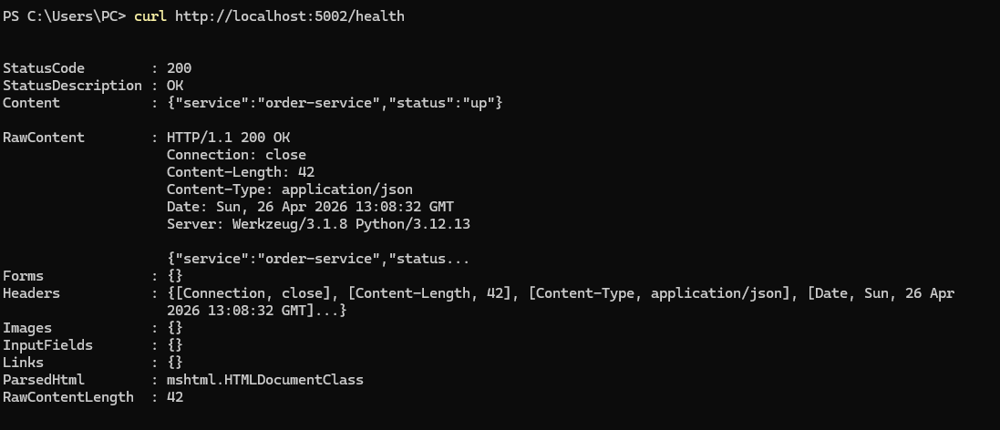 PS C:\Users\PC> curl http://localhost:5002/health
StatusCode        : 200
StatusDescription : OK
Content           : {"service":"order-service","status":"up"}
RawContent        : HTTP/1.1 200 OK
                    Connection: close
                    Content-Length: 42
                    Content-Type: application/json
                    Date: Sun, 26 Apr 2026 13:08:32 GMT
                    Server: Werkzeug/3.1.8 Python/3.12.13
                    {"service":"order-service","status...
Forms             : {}
Headers           : {[Connection, close], [Content-Length, 42], [Content-Type, application/json], [Date, Sun, 26 Apr
                    2026 13:08:32 GMT]...}
Images            : {}
InputFields       : {}
Links             : {}
ParsedHtml        : mshtml.HTMLDocumentClass
RawContentLength  : 42